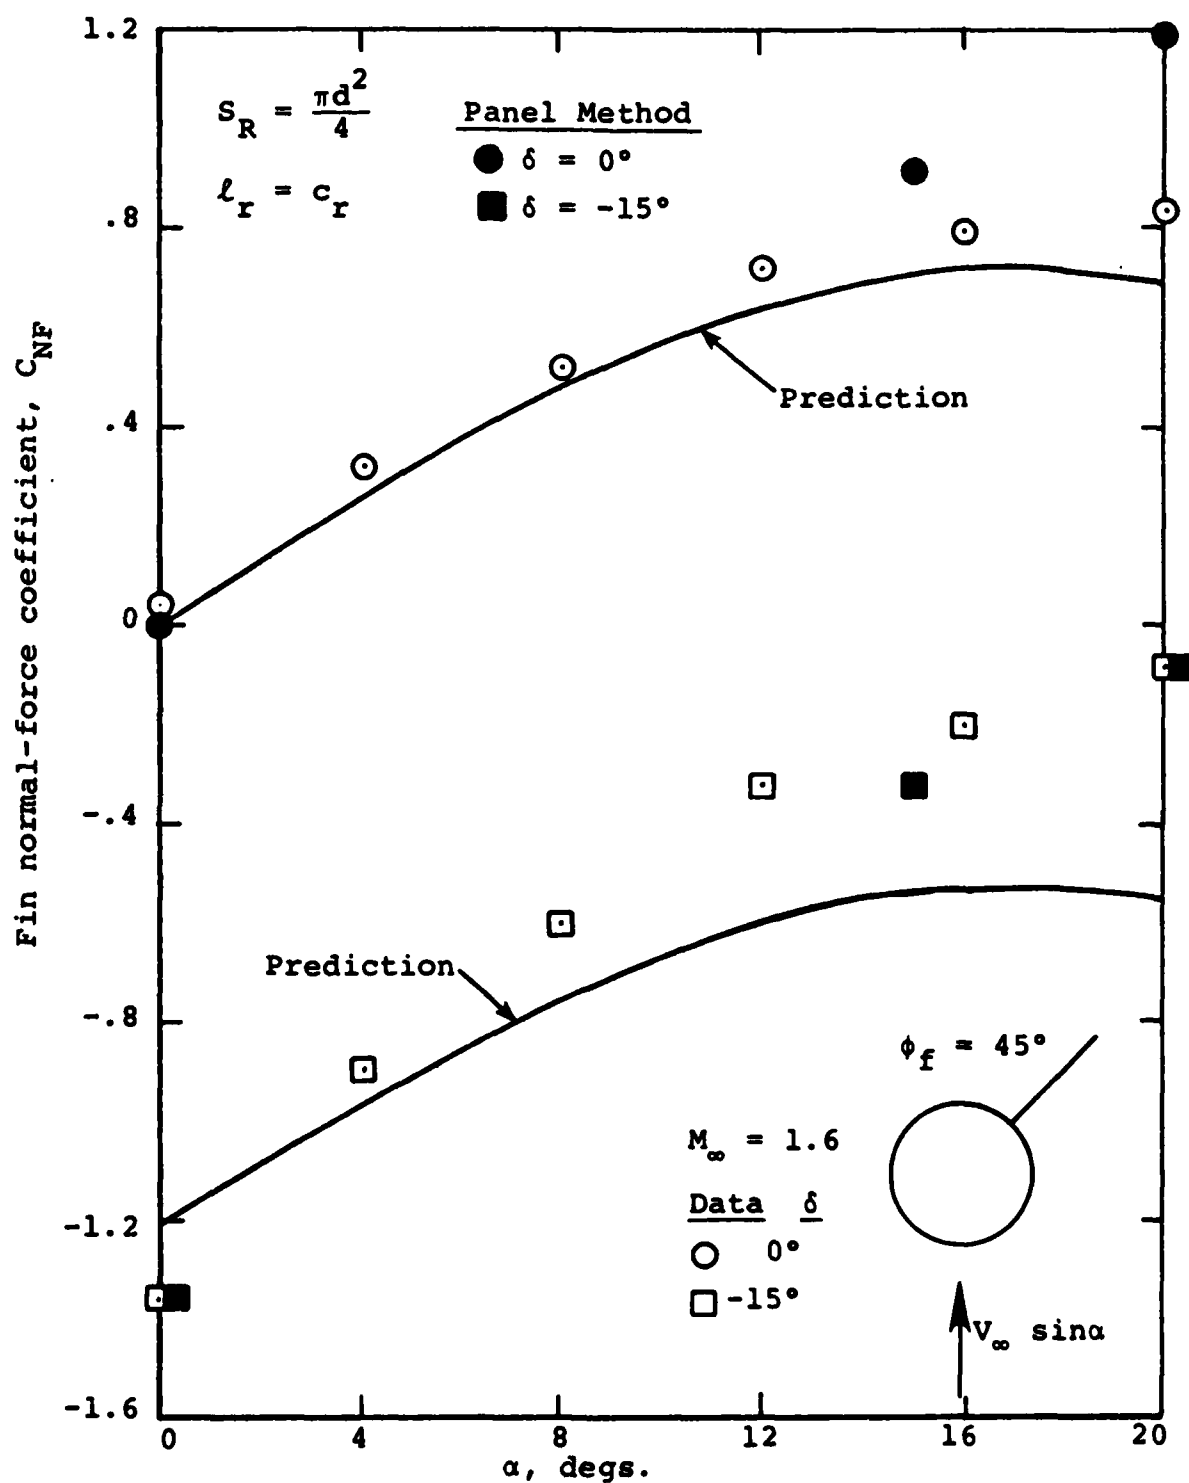 1.2
.8
.4
0
-.4
-.8
-1.2
-1.6
Fin normal-force coefficient, C_NF
S_R = πd²/4
ℓ_r = c_r
Panel Method
● δ = 0°
■ δ = -15°
Prediction
Prediction
φ_f = 45°
M_∞ = 1.6
Data δ
○ 0°
□ -15°
V_∞ sinα
0 4 8 12 16 20
α, degs.